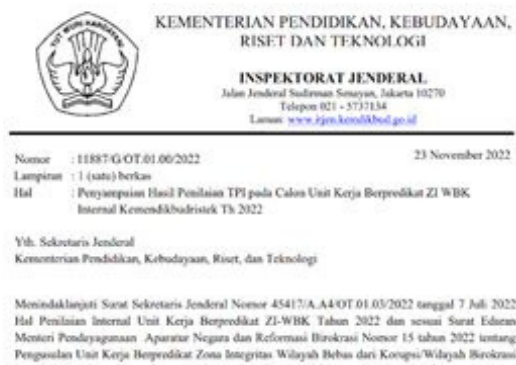 TUT WURI HANDAYANI
KEMENTERIAN PENDIDIKAN, KEBUDAYAAN,
RISET DAN TEKNOLOGI
INSPEKTORAT JENDERAL
Jalan Jenderal Sudirman Senayan, Jakarta 10270
Telepon 021 - 5737134
Laman: www.itjen.kemdikbud.go.id
Nomor : 11887/G/OT.01.00/2022 23 November 2022
Lampiran : 1 (satu) berkas
Hal : Penyampaian Hasil Penilaian TPI pada Calon Unit Kerja Berpredikat ZI WBK
Internal Kemendikbudristek Th 2022
Yth. Sekretaris Jenderal
Kementerian Pendidikan, Kebudayaan, Riset, dan Teknologi
Menindaklanjuti Surat Sekretaris Jenderal Nomor 45417/A.A4/OT.01.03/2022 tanggal 7 Juli 2022
Hal Penilaian Internal Unit Kerja Berpredikat ZI-WBK Tahun 2022 dan sesuai Surat Edaran
Menteri Pendayagunaan Aparatur Negara dan Reformasi Birokrasi Nomor 15 tahun 2022 tentang
Pengusulan Unit Kerja Berpredikat Zona Integritas Wilayah Bebas dari Korupsi/Wilayah Birokrasi